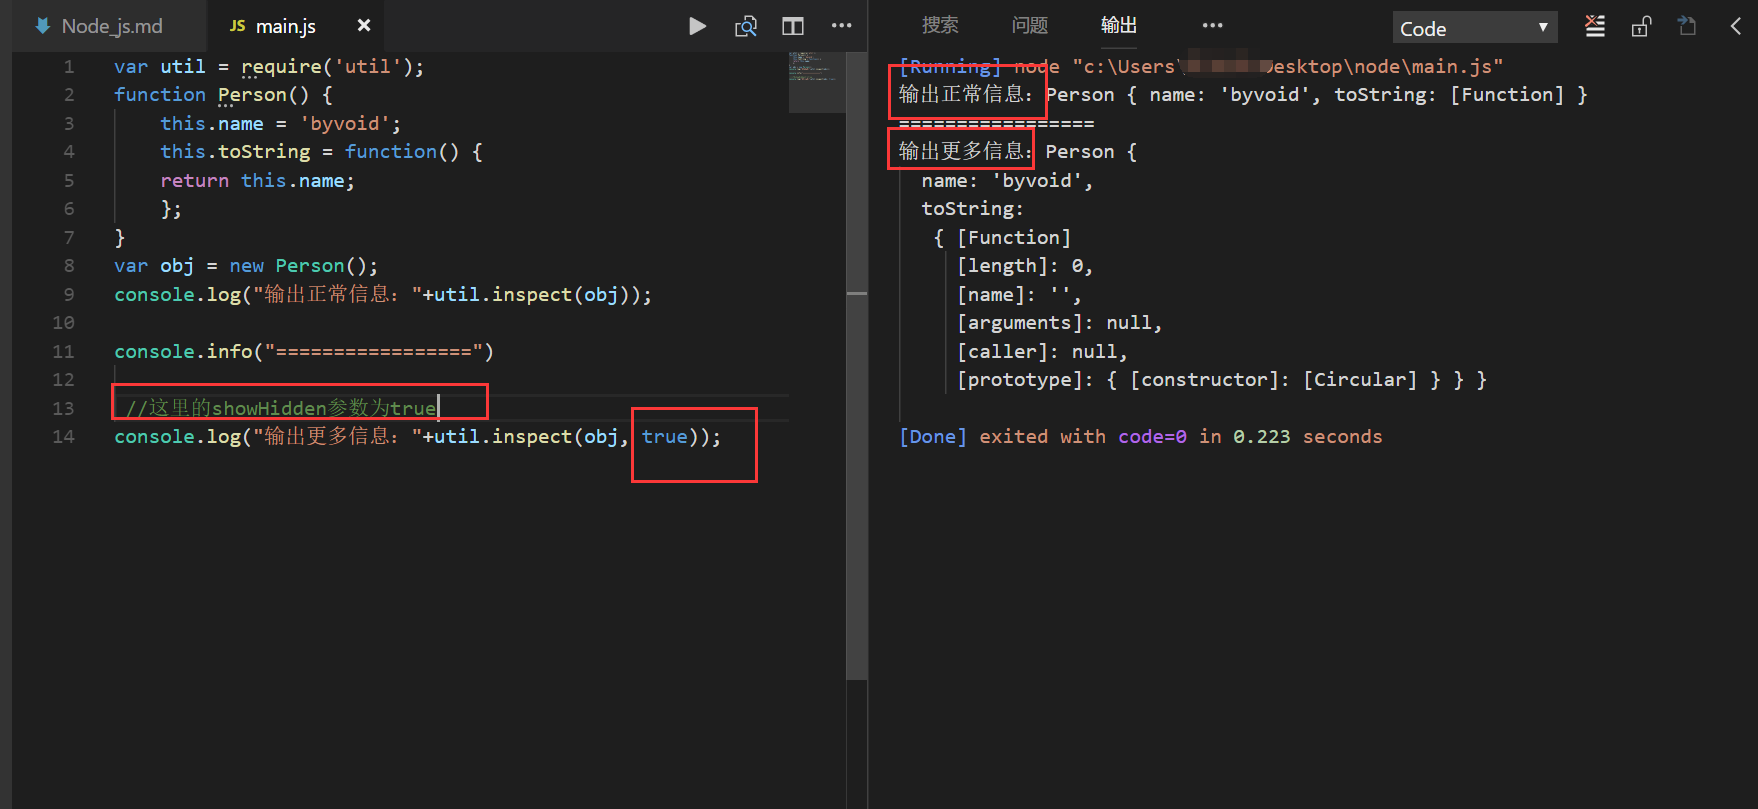 Node_js.md
JS main.js
1 var util = require('util');
2 function Person() {
3 this.name = 'byvoid';
4 this.toString = function() {
5 return this.name;
6 };
7 }
8 var obj = new Person();
9 console.log("输出正常信息："+util.inspect(obj));
10
11 console.info("=================")
12
13 //这里的showHidden参数为true
14 console.log("输出更多信息："+util.inspect(obj, true));
搜索 问题 输出 Code
[Running] node "c:\Users\ esktop\node\main.js"
输出正常信息：Person { name: 'byvoid', toString: [Function] }
=================
输出更多信息：Person {
name: 'byvoid',
toString:
{ [Function]
[length]: 0,
[name]: '',
[arguments]: null,
[caller]: null,
[prototype]: { [constructor]: [Circular] } } }
[Done] exited with code=0 in 0.223 seconds